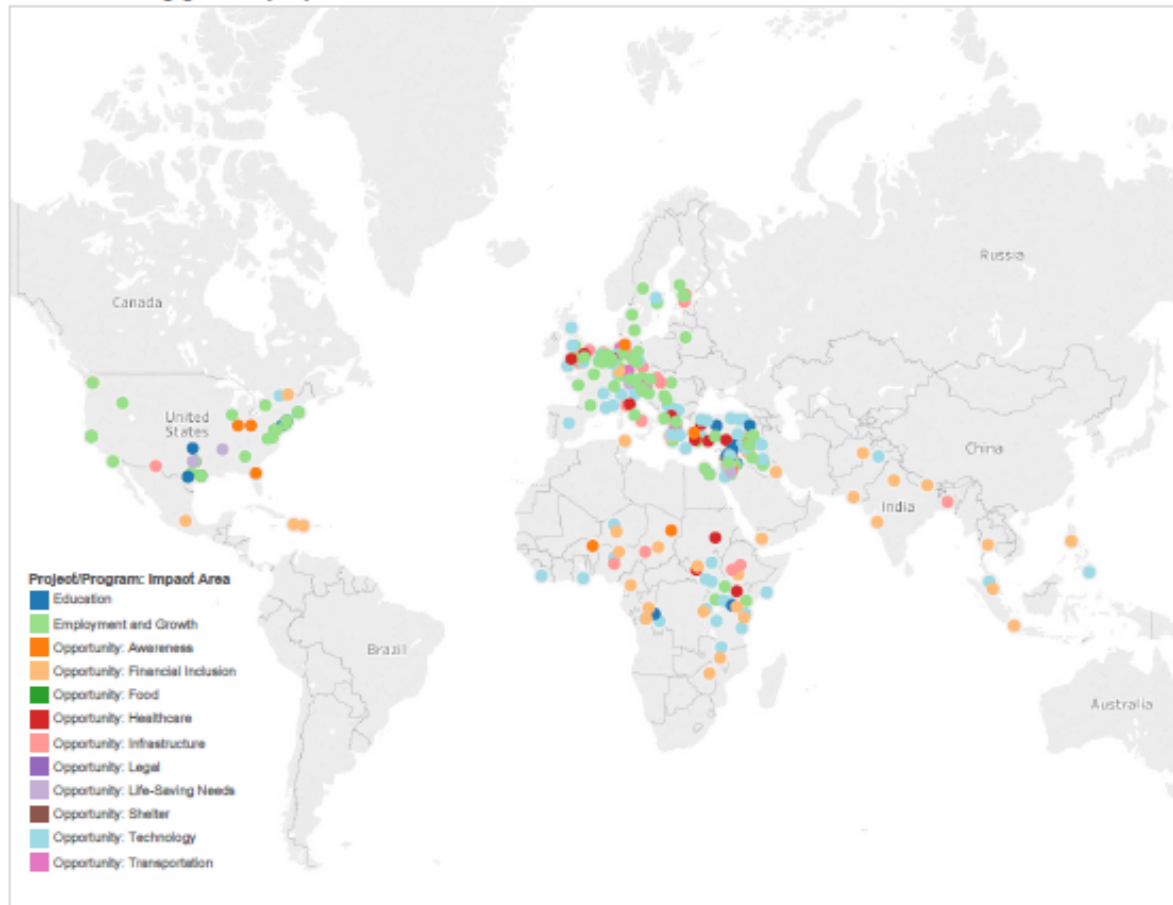 Canada
Russia
United
States
China
India
Brazil
Australia
Project/Program: Impact Area
Education
Employment and Growth
Opportunity: Awareness
Opportunity: Financial Inclusion
Opportunity: Food
Opportunity: Healthcare
Opportunity: Infrastructure
Opportunity: Legal
Opportunity: Life-Saving Needs
Opportunity: Shelter
Opportunity: Technology
Opportunity: Transportation